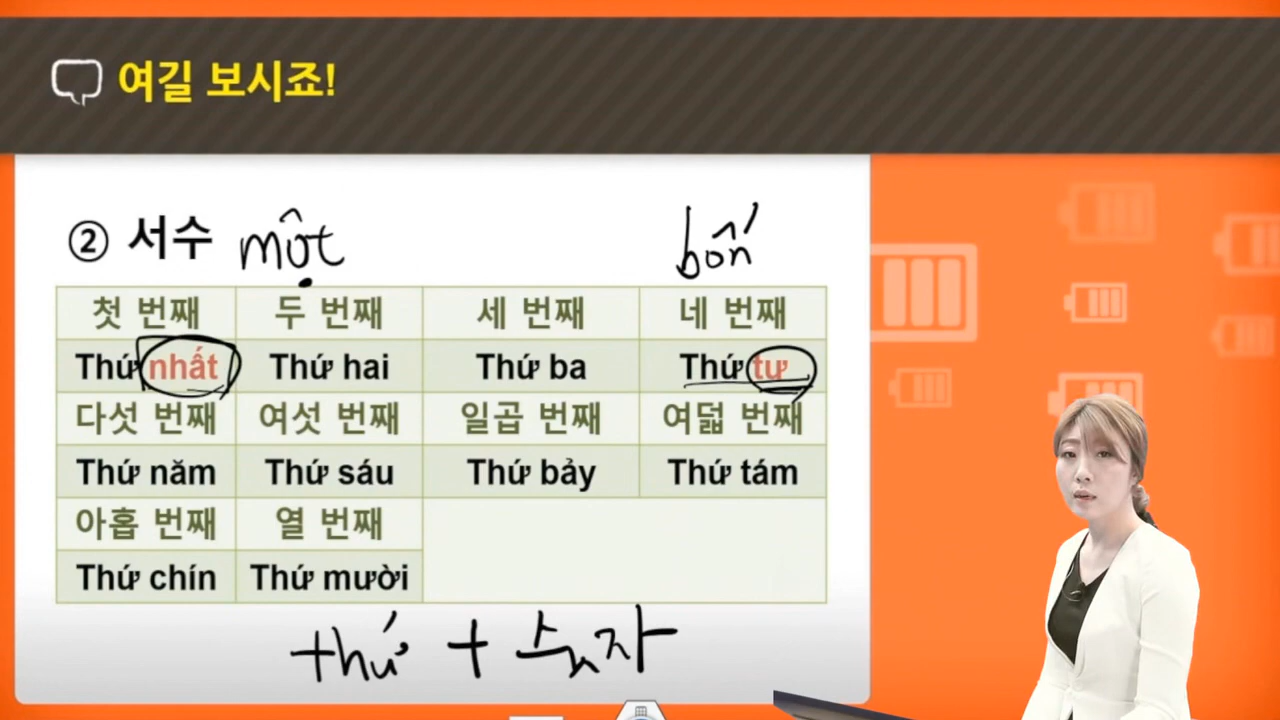 여길 보시죠!
② 서수 một bốn
첫 번째 두 번째 세 번째 네 번째
Thứ nhất Thứ hai Thứ ba Thứ tư
다섯 번째 여섯 번째 일곱 번째 여덟 번째
Thứ năm Thứ sáu Thứ bảy Thứ tám
아홉 번째 열 번째
Thứ chín Thứ mười
thứ +숫자